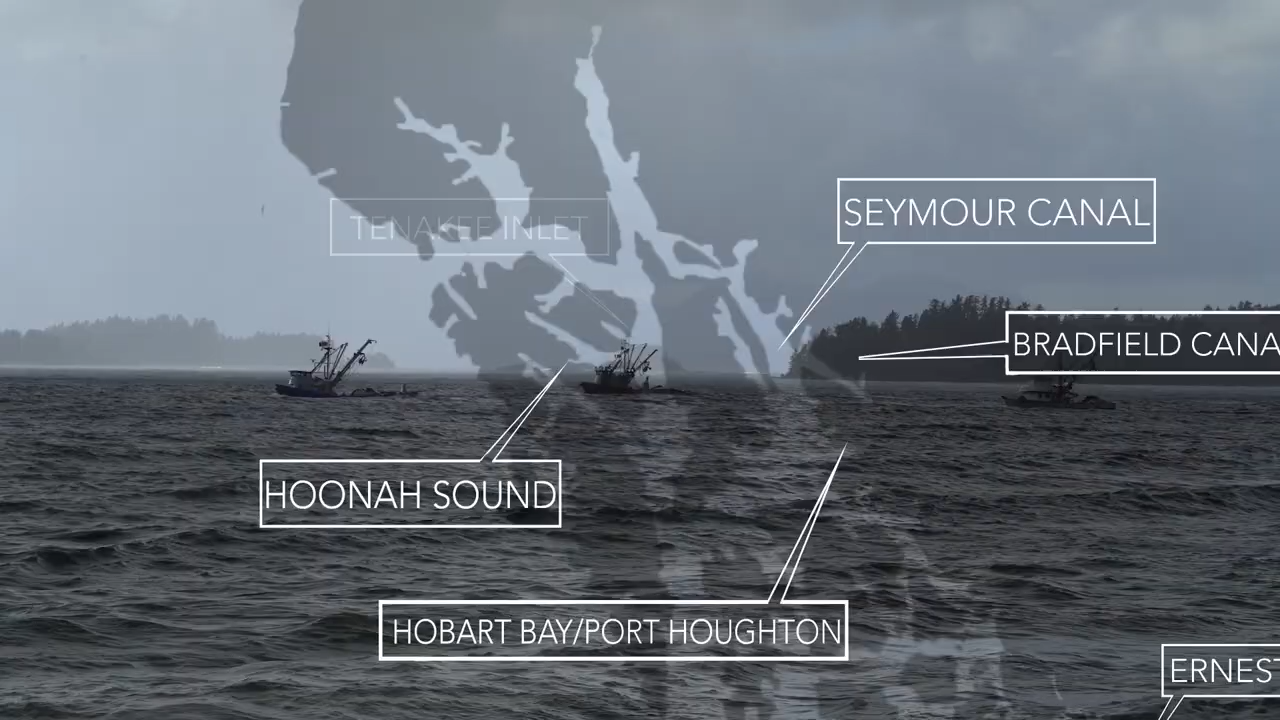 SEYMOUR CANAL
TENAKEE INLET
BRADFIELD CANA
HOONAH SOUND
HOBART BAY/PORT HOUGHTON
ERNEST